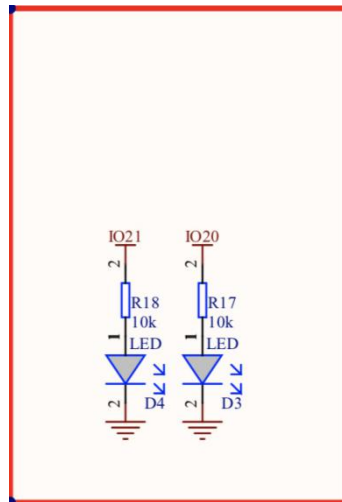 IO21 IO20
2 2
R18 R17
10k 10k
1 LED 1 LED
2 D4 2 D3